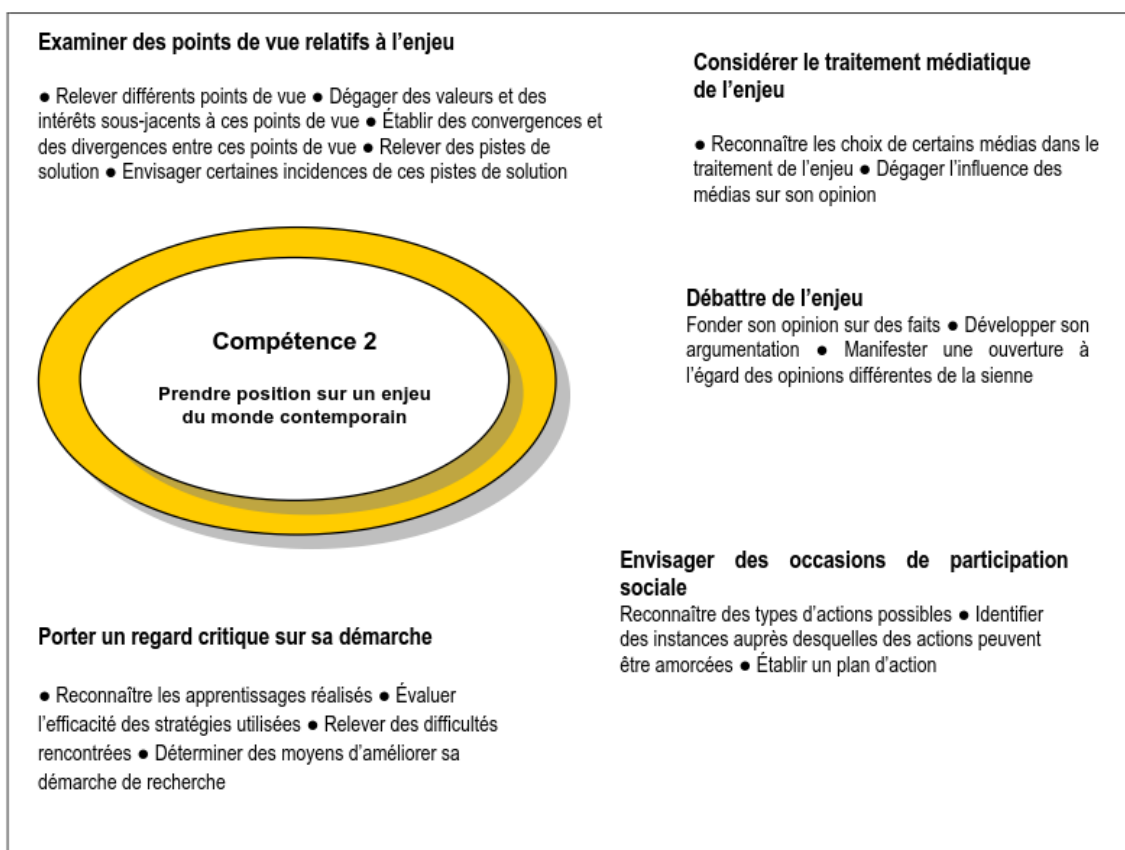 Examiner des points de vue relatifs à l’enjeu
● Relever différents points de vue ● Dégager des valeurs et des
intérêts sous-jacents à ces points de vue ● Établir des convergences et
des divergences entre ces points de vue ● Relever des pistes de
solution ● Envisager certaines incidences de ces pistes de solution
Considérer le traitement médiatique
de l’enjeu
● Reconnaître les choix de certains médias dans le
traitement de l’enjeu ● Dégager l’influence des
médias sur son opinion
Compétence 2
Prendre position sur un enjeu
du monde contemporain
Débattre de l’enjeu
Fonder son opinion sur des faits ● Développer son
argumentation ● Manifester une ouverture à
l’égard des opinions différentes de la sienne
Envisager des occasions de participation
sociale
Reconnaître des types d’actions possibles ● Identifier
des instances auprès desquelles des actions peuvent
être amorcées ● Établir un plan d’action
Porter un regard critique sur sa démarche
● Reconnaître les apprentissages réalisés ● Évaluer
l’efficacité des stratégies utilisées ● Relever des difficultés
rencontrées ● Déterminer des moyens d’améliorer sa
démarche de recherche